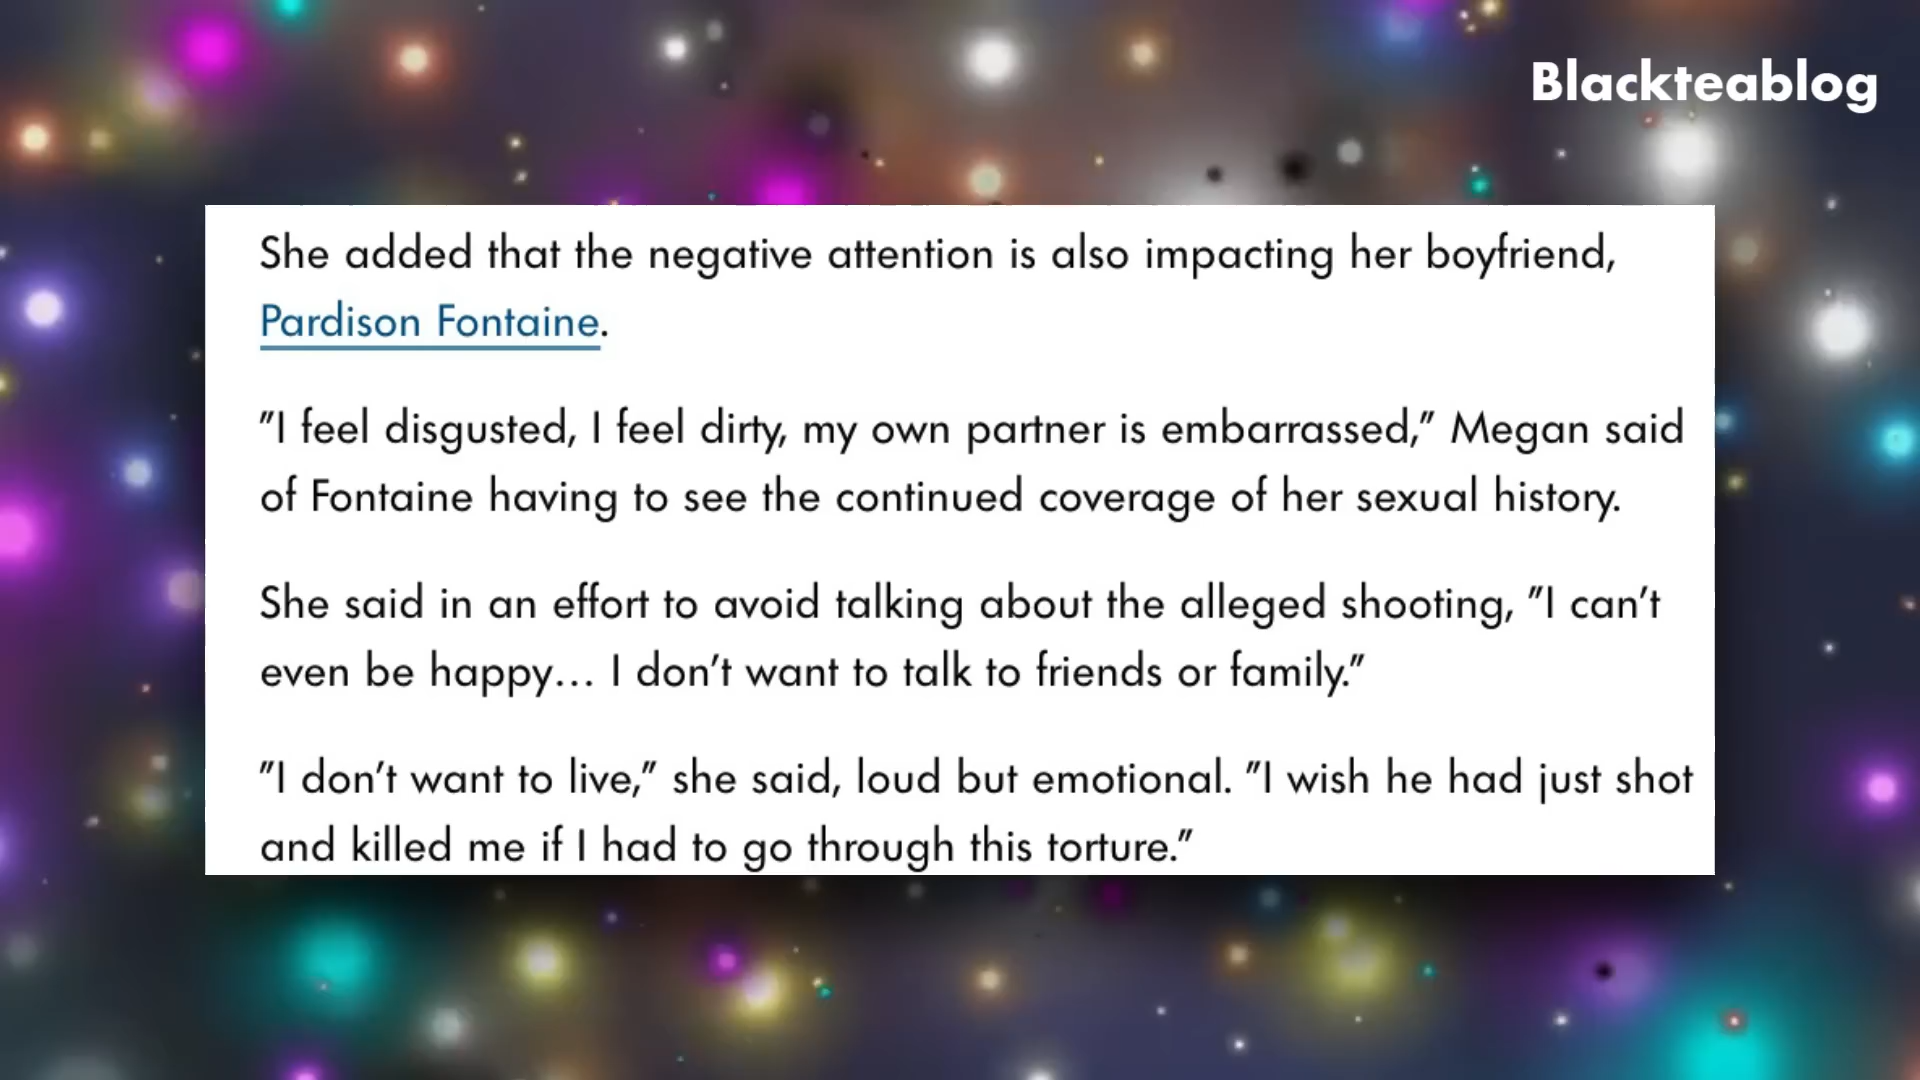 Blackteablog
She added that the negative attention is also impacting her boyfriend,
Pardison Fontaine.
"I feel disgusted, I feel dirty, my own partner is embarrassed," Megan said
of Fontaine having to see the continued coverage of her sexual history.
She said in an effort to avoid talking about the alleged shooting, "I can't
even be happy… I don't want to talk to friends or family."
"I don't want to live," she said, loud but emotional. "I wish he had just shot
and killed me if I had to go through this torture."